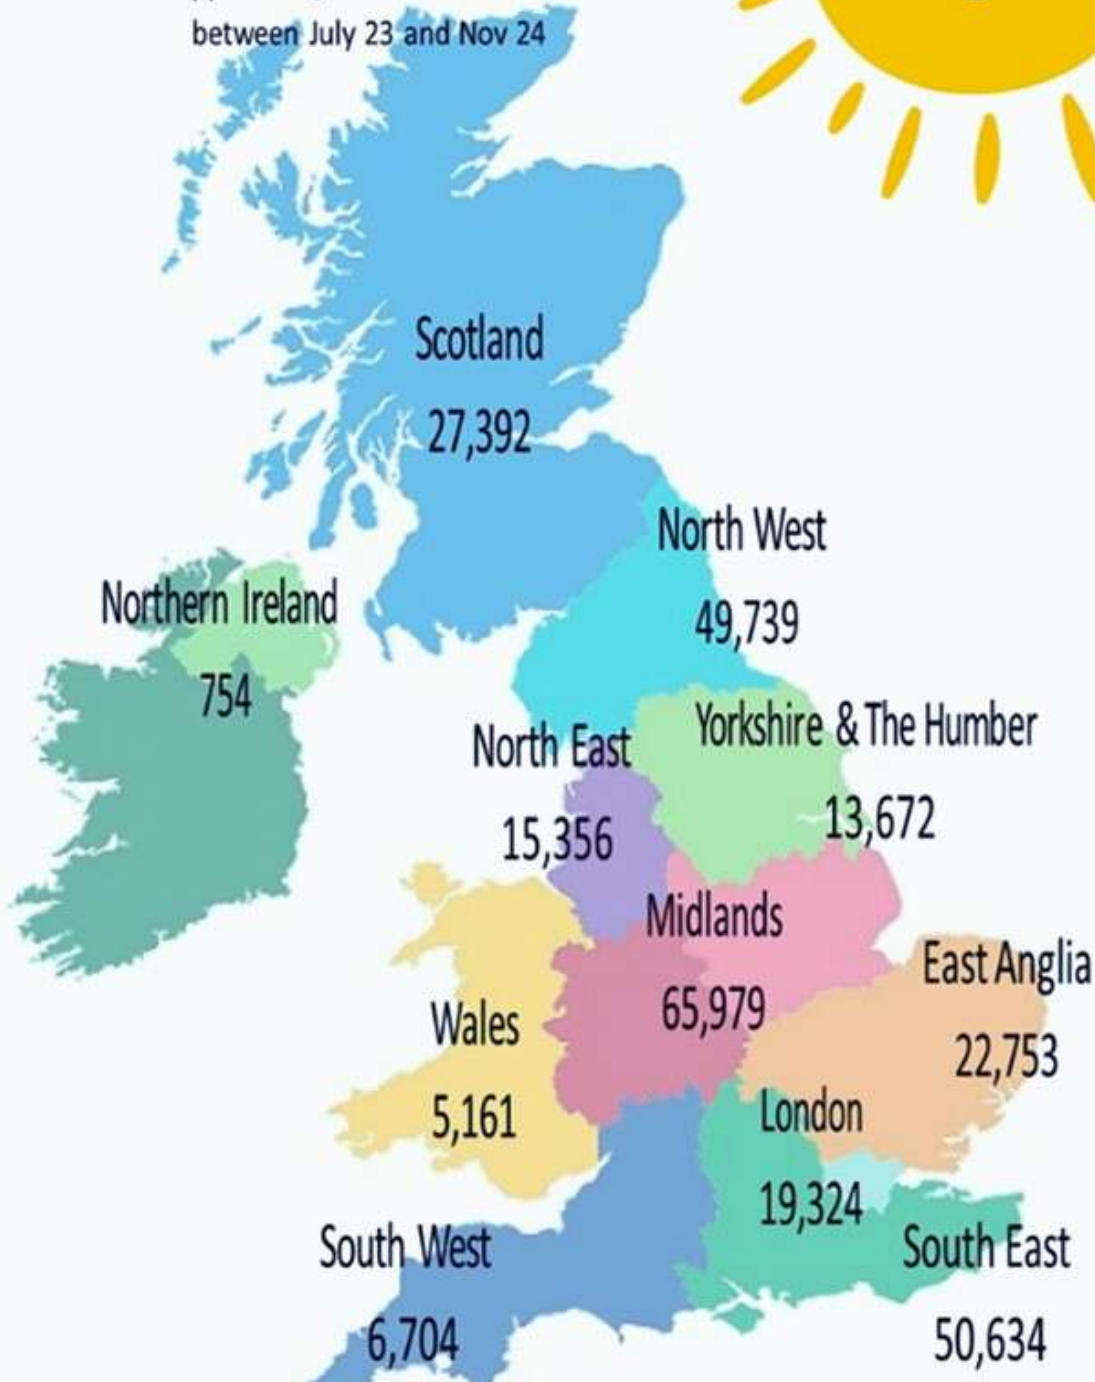 between July 23 and Nov 24
Scotland
27,392
North West
49,739
Northern Ireland
754
Yorkshire & The Humber
13,672
North East
15,356
Midlands
65,979
East Anglia
22,753
Wales
5,161
London
19,324
South West
6,704
South East
50,634